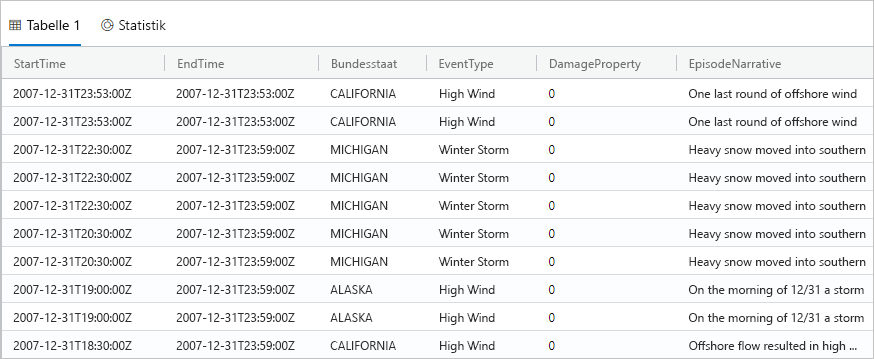 Tabelle 1 Statistik
StartTime EndTime Bundesstaat EventType DamageProperty EpisodeNarrative
2007-12-31T23:53:00Z 2007-12-31T23:53:00Z CALIFORNIA High Wind 0 One last round of offshore wind
2007-12-31T23:53:00Z 2007-12-31T23:53:00Z CALIFORNIA High Wind 0 One last round of offshore wind
2007-12-31T22:30:00Z 2007-12-31T23:59:00Z MICHIGAN Winter Storm 0 Heavy snow moved into southern
2007-12-31T22:30:00Z 2007-12-31T23:59:00Z MICHIGAN Winter Storm 0 Heavy snow moved into southern
2007-12-31T22:30:00Z 2007-12-31T23:59:00Z MICHIGAN Winter Storm 0 Heavy snow moved into southern
2007-12-31T20:30:00Z 2007-12-31T23:59:00Z MICHIGAN Winter Storm 0 Heavy snow moved into southern
2007-12-31T20:30:00Z 2007-12-31T23:59:00Z MICHIGAN Winter Storm 0 Heavy snow moved into southern
2007-12-31T19:00:00Z 2007-12-31T23:59:00Z ALASKA High Wind 0 On the morning of 12/31 a storm
2007-12-31T19:00:00Z 2007-12-31T23:59:00Z ALASKA High Wind 0 On the morning of 12/31 a storm
2007-12-31T18:30:00Z 2007-12-31T23:59:00Z CALIFORNIA High Wind 0 Offshore flow resulted in high ...